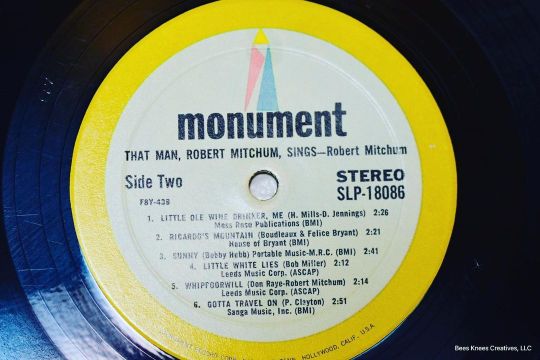 monument
THAT MAN, ROBERT MITCHUM, SINGS—Robert Mitchum
Side Two
STEREO
F8Y-438
SLP-18086
1. LITTLE OLE WINE DRINKER, ME (H. Mills-D. Jennings) 2:26
Moss Rose Publications (BMI)
2. RICARDO'S MOUNTAIN (Boudleaux & Felice Bryant) 2:21
House of Bryant (BMI)
3. SUNNY (Bobby Hebb) Portable Music-M.R.C. (BMI) 2:41
4. LITTLE WHITE LIES (Bob Miller) 2:12
Leeds Music Corp. (ASCAP)
5. WHIPPOORWILL (Don Raye-Robert Mitchum) 2:14
Leeds Music Corp. (ASCAP)
6. GOTTA TRAVEL ON (P. Clayton) 2:51
Sanga Music, Inc. (BMI)
HOLLYWOOD, CALIF., U.S.A
Bees Knees Creatives, LLC